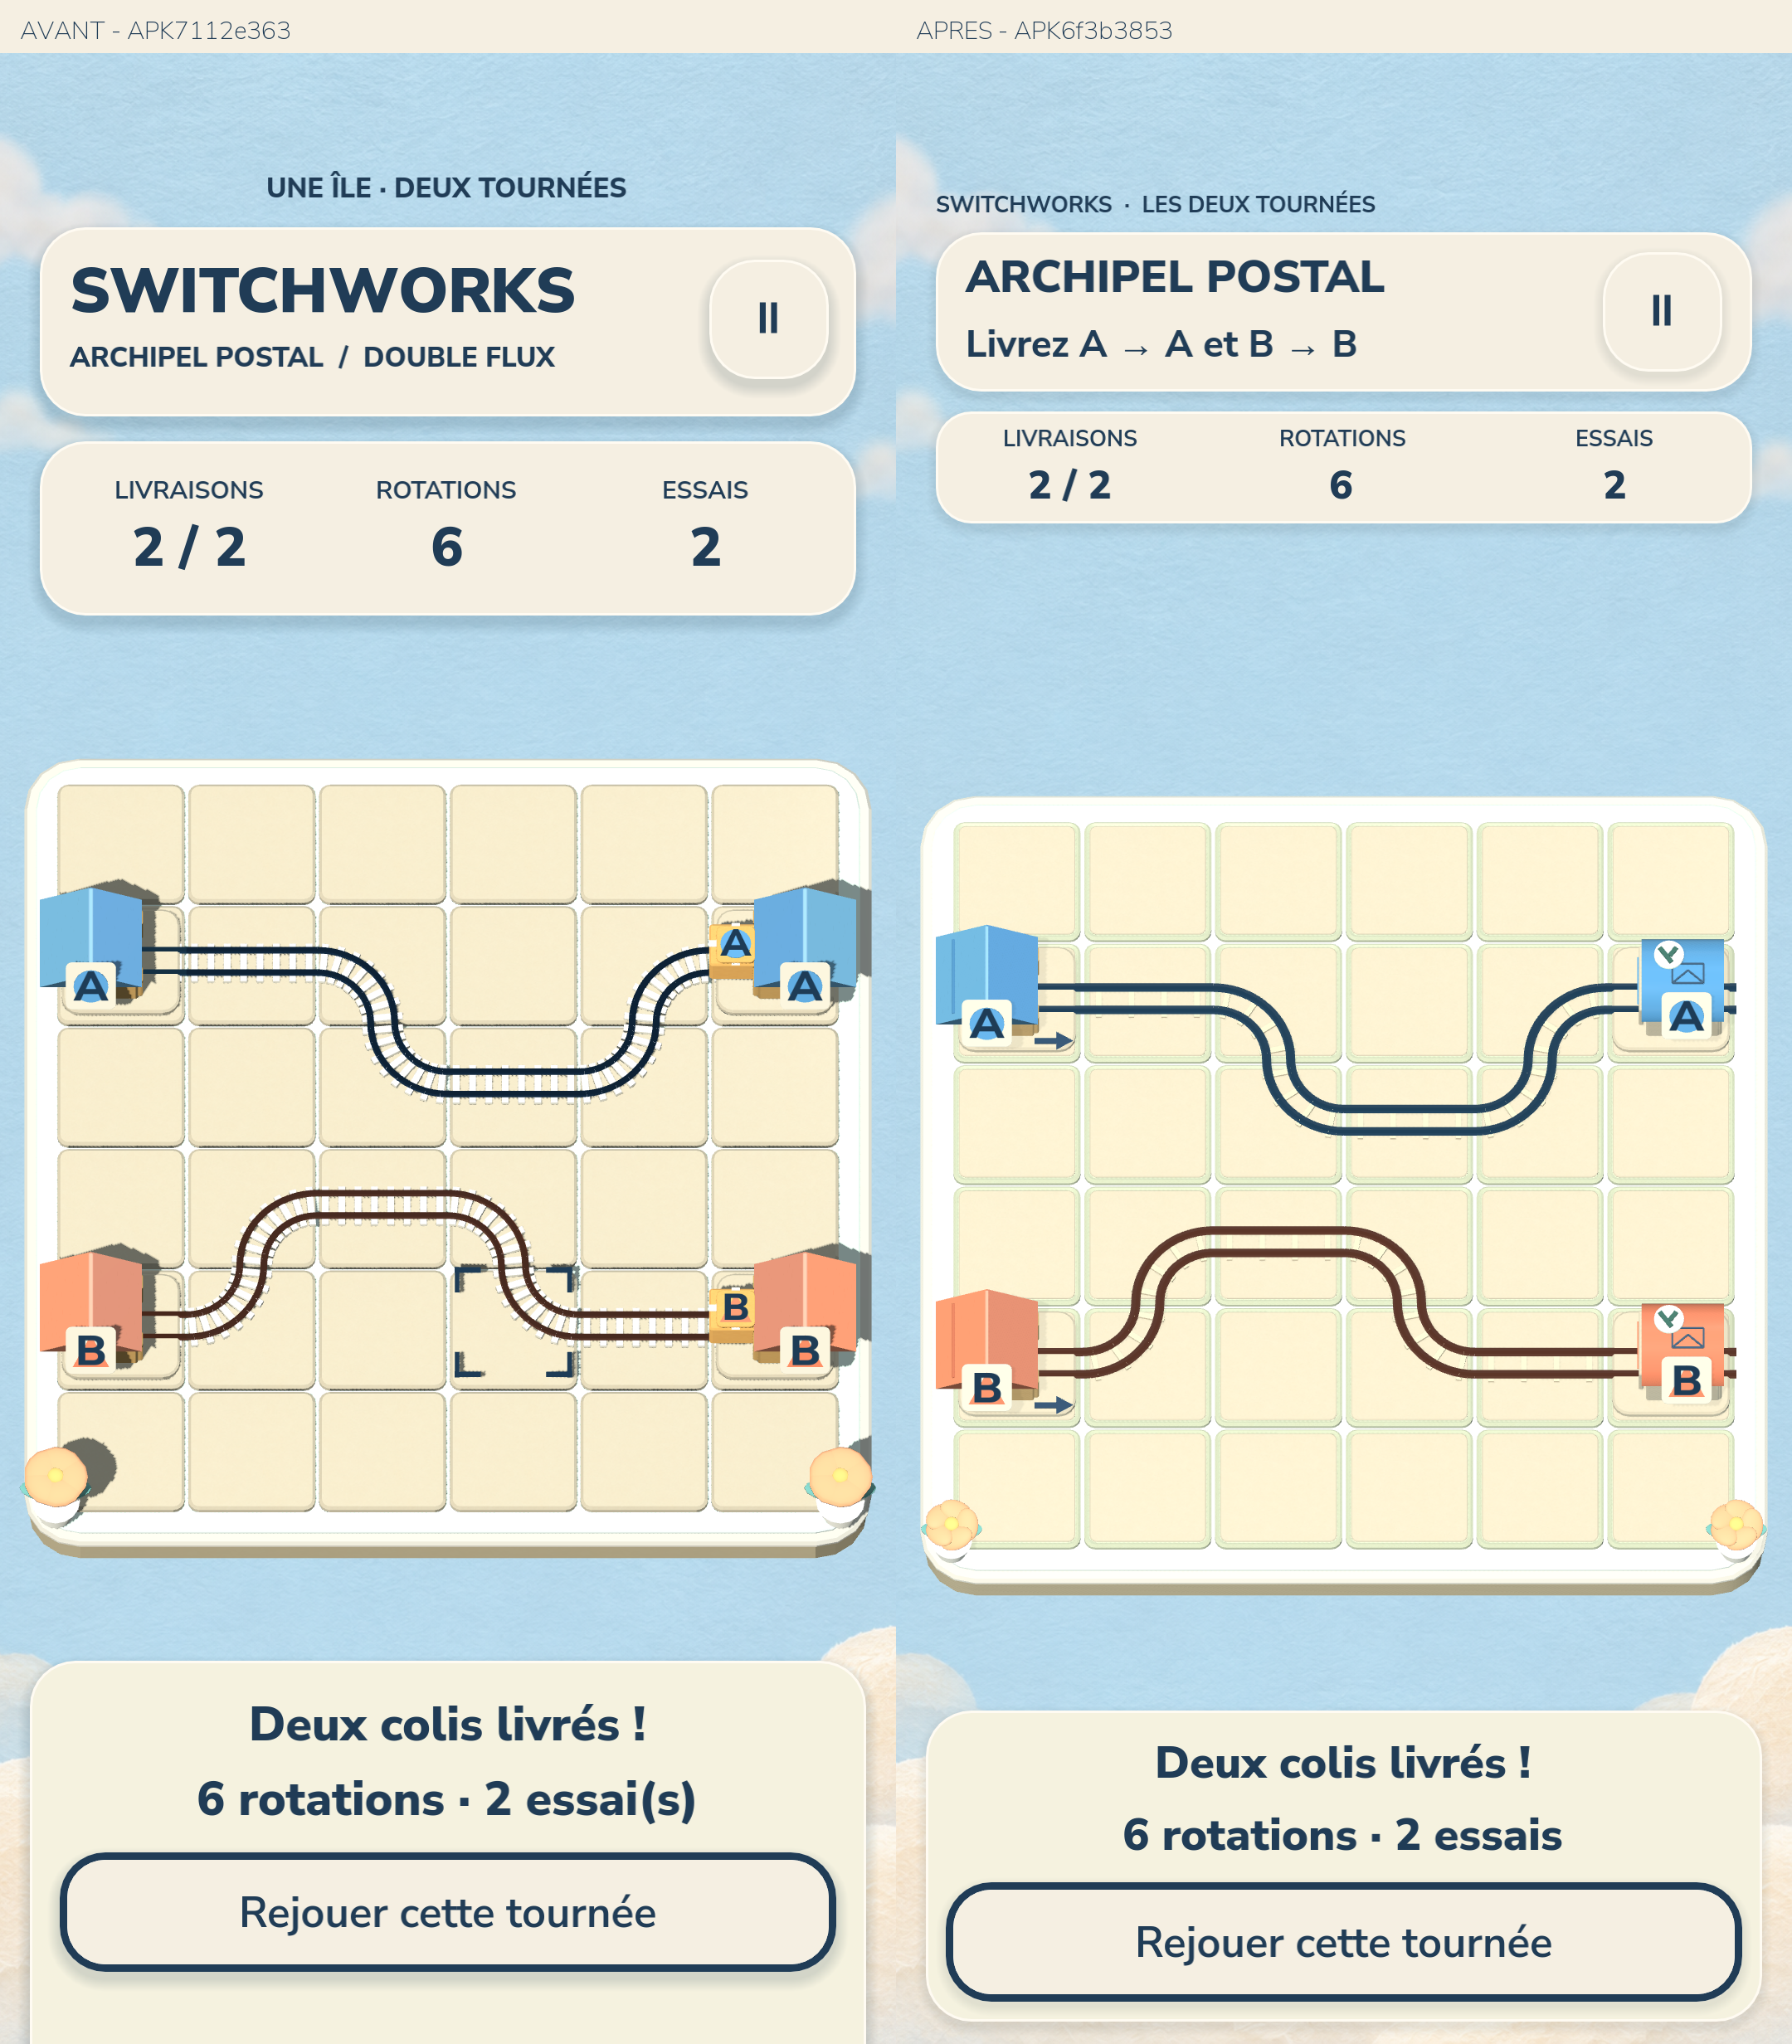 AVANT - APK7112e363
UNE ÎLE · DEUX TOURNÉES
SWITCHWORKS
ARCHIPEL POSTAL / DOUBLE FLUX
II
LIVRAISONS ROTATIONS ESSAIS
2 / 2 6 2
A A A
B B B
Deux colis livrés !
6 rotations · 2 essai(s)
Rejouer cette tournée
APRES - APK6f3b3853
SWITCHWORKS · LES DEUX TOURNÉES
ARCHIPEL POSTAL
Livrez A → A et B → B
II
LIVRAISONS ROTATIONS ESSAIS
2 / 2 6 2
A A
B B
Deux colis livrés !
6 rotations · 2 essais
Rejouer cette tournée